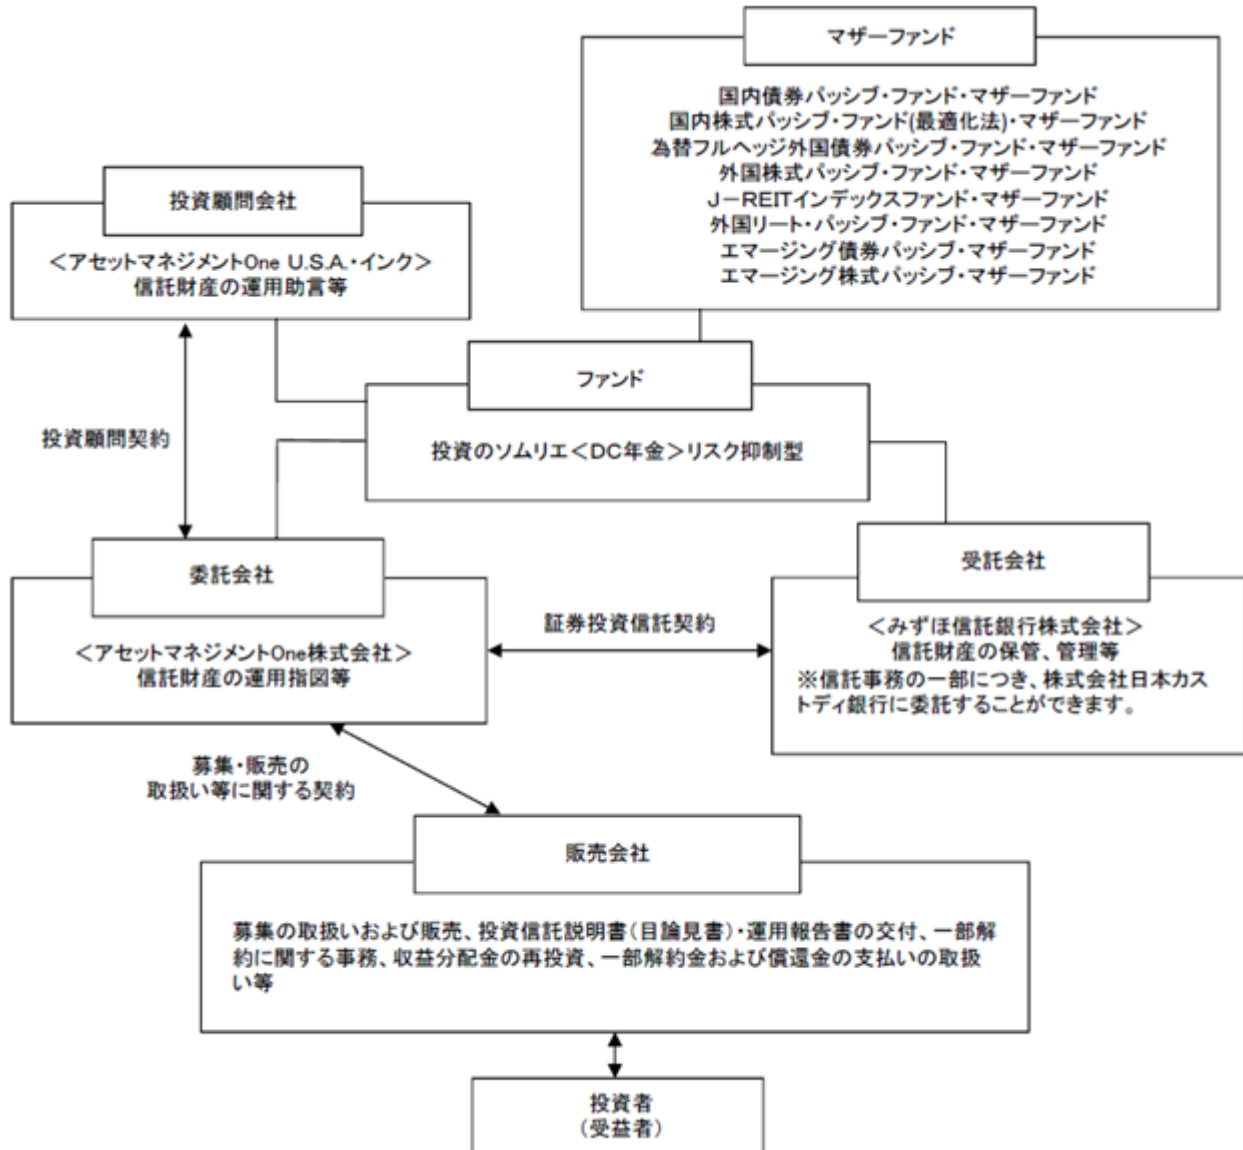 マザーファンド
国内債券パッシブ・ファンド・マザーファンド
国内株式パッシブ・ファンド(最適化法)・マザーファンド
為替フルヘッジ外国債券パッシブ・ファンド・マザーファンド
外国株式パッシブ・ファンド・マザーファンド
J－REITインデックスファンド・マザーファンド
外国リート・パッシブ・ファンド・マザーファンド
エマージング債券パッシブ・マザーファンド
エマージング株式パッシブ・マザーファンド
投資顧問会社
＜アセットマネジメントOne U.S.A.・インク＞
信託財産の運用助言等
ファンド
投資のソムリエ＜DC年金＞リスク抑制型
投資顧問契約
委託会社
＜アセットマネジメントOne株式会社＞
信託財産の運用指図等
証券投資信託契約
受託会社
＜みずほ信託銀行株式会社＞
信託財産の保管、管理等
※信託事務の一部につき、株式会社日本カス
トディ銀行に委託することができます。
募集・販売の
取扱い等に関する契約
販売会社
募集の取扱いおよび販売、投資信託説明書(目論見書)・運用報告書の交付、一部解
約に関する事務、収益分配金の再投資、一部解約金および償還金の支払いの取扱
い等
投資者
(受益者)